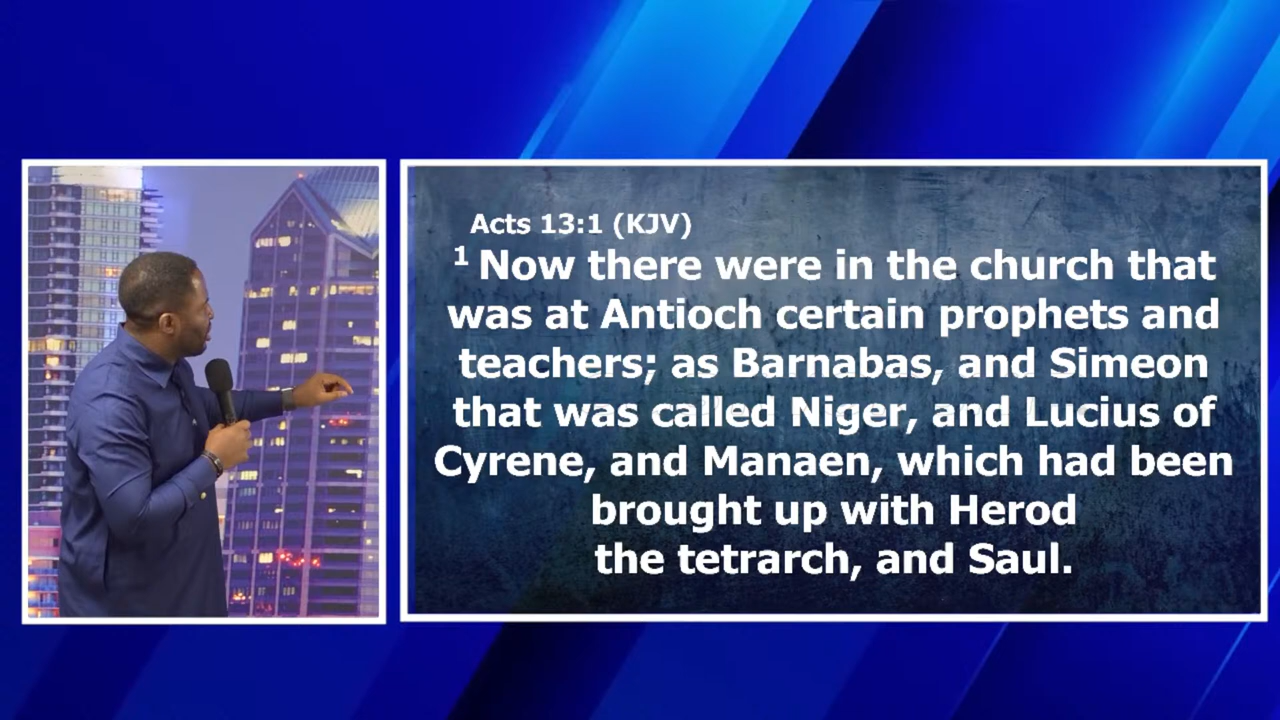 Acts 13:1 (KJV)
1 Now there were in the church that
was at Antioch certain prophets and
teachers; as Barnabas, and Simeon
that was called Niger, and Lucius of
Cyrene, and Manaen, which had been
brought up with Herod
the tetrarch, and Saul.